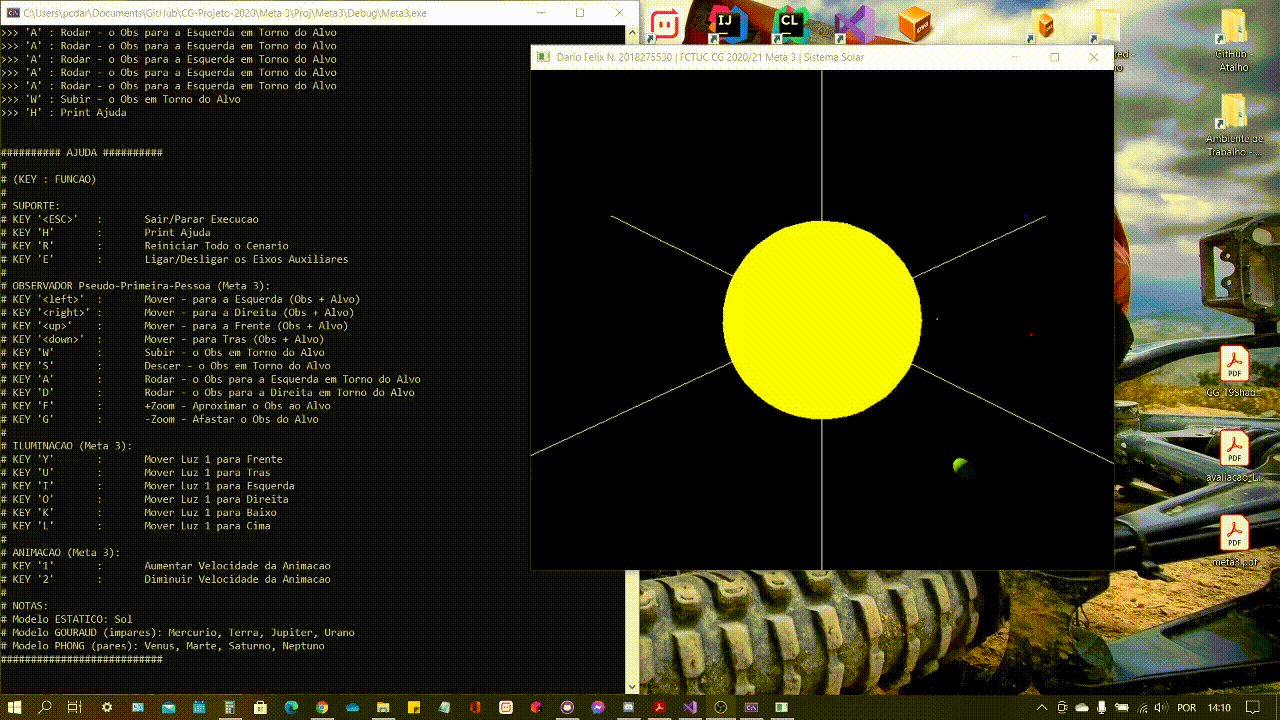 C:\Users\pcdar\Documents\GitHub\CG-Projeto-2020\Meta 3\Proj\Meta3\Debug\Meta3.exe
>>> 'A' : Rodar - o Obs para a Esquerda em Torno do Alvo
>>> 'A' : Rodar - o Obs para a Esquerda em Torno do Alvo
>>> 'A' : Rodar - o Obs para a Esquerda em Torno do Alvo
>>> 'A' : Rodar - o Obs para a Esquerda em Torno do Alvo
>>> 'A' : Rodar - o Obs para a Esquerda em Torno do Alvo
>>> 'W' : Subir - o Obs em Torno do Alvo
>>> 'H' : Print Ajuda
########## AJUDA ##########
#
# (KEY : FUNCAO)
#
# SUPORTE:
# KEY '<ESC>' : Sair/Parar Execucao
# KEY 'H' : Print Ajuda
# KEY 'R' : Reiniciar Todo o Cenario
# KEY 'E' : Ligar/Desligar os Eixos Auxiliares
#
# OBSERVADOR Pseudo-Primeira-Pessoa (Meta 3):
# KEY '<left>' : Mover - para a Esquerda (Obs + Alvo)
# KEY '<right>' : Mover - para a Direita (Obs + Alvo)
# KEY '<up>' : Mover - para a Frente (Obs + Alvo)
# KEY '<down>' : Mover - para Tras (Obs + Alvo)
# KEY 'W' : Subir - o Obs em Torno do Alvo
# KEY 'S' : Descer - o Obs em Torno do Alvo
# KEY 'A' : Rodar - o Obs para a Esquerda em Torno do Alvo
# KEY 'D' : Rodar - o Obs para a Direita em Torno do Alvo
# KEY 'F' : +Zoom - Aproximar o Obs ao Alvo
# KEY 'G' : -Zoom - Afastar o Obs do Alvo
#
# ILUMINACAO (Meta 3):
# KEY 'Y' : Mover Luz 1 para Frente
# KEY 'U' : Mover Luz 1 para Tras
# KEY 'I' : Mover Luz 1 para Esquerda
# KEY 'O' : Mover Luz 1 para Direita
# KEY 'K' : Mover Luz 1 para Baixo
# KEY 'L' : Mover Luz 1 para Cima
#
# ANIMACAO (Meta 3):
# KEY '1' : Aumentar Velocidade da Animacao
# KEY '2' : Diminuir Velocidade da Animacao
#
# NOTAS:
# Modelo ESTATICO: Sol
# Modelo GOURAUD (impares): Mercurio, Terra, Jupiter, Urano
# Modelo PHONG (pares): Venus, Marte, Saturno, Neptuno
###########################
IJ
CL
Dario Felix N. 2018275530 | FCTUC CG 2020/21 Meta 3 | Sistema Solar
GitHub -
Atalho
Ambiente de
Trabalho - ...
PDF
CG_T9Shad...
PDF
avaliacao_L...
PDF
metas.pdf
POR
14:10